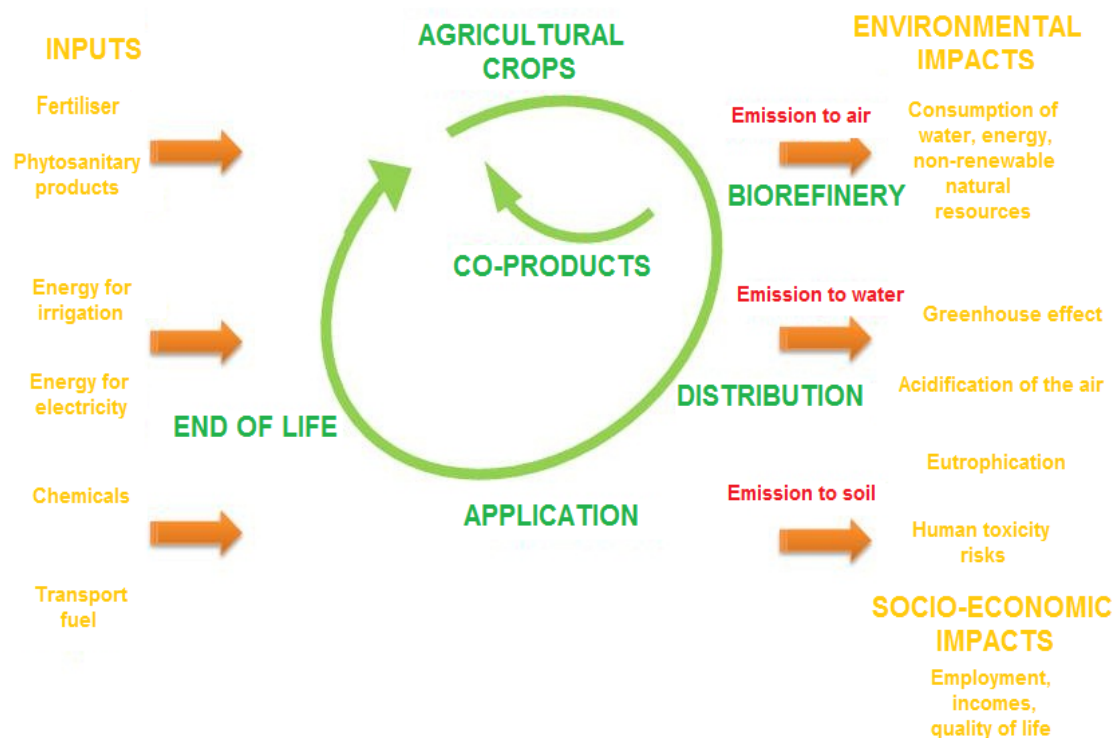 INPUTS
Fertiliser
Phytosanitary
products
Energy for
irrigation
Energy for
electricity
Chemicals
Transport
fuel
AGRICULTURAL
CROPS
CO-PRODUCTS
END OF LIFE
APPLICATION
BIOREFINERY
DISTRIBUTION
Emission to air
Emission to water
Emission to soil
ENVIRONMENTAL
IMPACTS
Consumption of
water, energy,
non-renewable
natural
resources
Greenhouse effect
Acidification of the air
Eutrophication
Human toxicity
risks
SOCIO-ECONOMIC
IMPACTS
Employment,
incomes,
quality of life